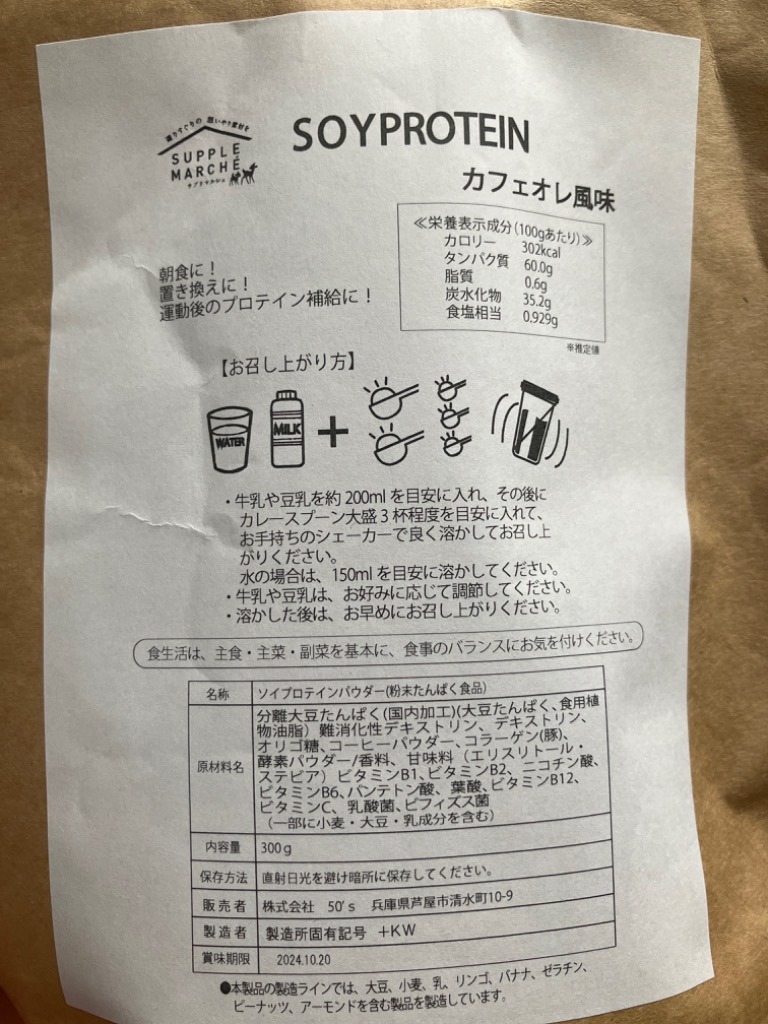 選りすぐりの 思いやり素材を
SUPPLE
MARCHÉ
サプリマルシェ
SOYPROTEIN
カフェオレ風味
≪栄養表示成分(100gあたり)≫
カロリー 302kcal
タンパク質 60.0g
脂質 0.6g
炭水化物 35.2g
食塩相当 0.929g
※推定値
朝食に！
置き換えに！
運動後のプロテイン補給に！
【お召し上がり方】
WATER
MILK
+
・牛乳や豆乳を約 200ml を目安に入れ、その後に
カレースプーン大盛 3 杯程度を目安に入れて、
お手持ちのシェーカーで良く溶かしてお召し上
がりください。
水の場合は、150ml を目安に溶かしてください。
・牛乳や豆乳は、お好みに応じて調節してください。
・溶かした後は、お早めにお召し上がりください。
食生活は、主食・主菜・副菜を基本に、食事のバランスにお気を付けください。
名称 ソイプロテインパウダー(粉末たんぱく食品)
原材料名 分離大豆たんぱく(国内加工)(大豆たんぱく、食用植
物油脂）難消化性デキストリン、デキストリン、
オリゴ糖、コーヒーパウダー、コラーゲン(豚)、
酵素パウダー/香料、甘味料（エリスリトール・
ステビア）ビタミンB1、ビタミンB2、ニコチン酸、
ビタミンB6、パンテトン酸、葉酸、ビタミンB12、
ビタミンC、乳酸菌、ビフィズス菌
（一部に小麦・大豆・乳成分を含む）
内容量 300g
保存方法 直射日光を避け暗所に保存してください。
販売者 株式会社 50's 兵庫県芦屋市清水町10-9
製造者 製造所固有記号 +KW
賞味期限 2024.10.20
●本製品の製造ラインでは、大豆、小麦、乳、リンゴ、バナナ、ゼラチン、
ピーナッツ、アーモンドを含む製品を製造しています。